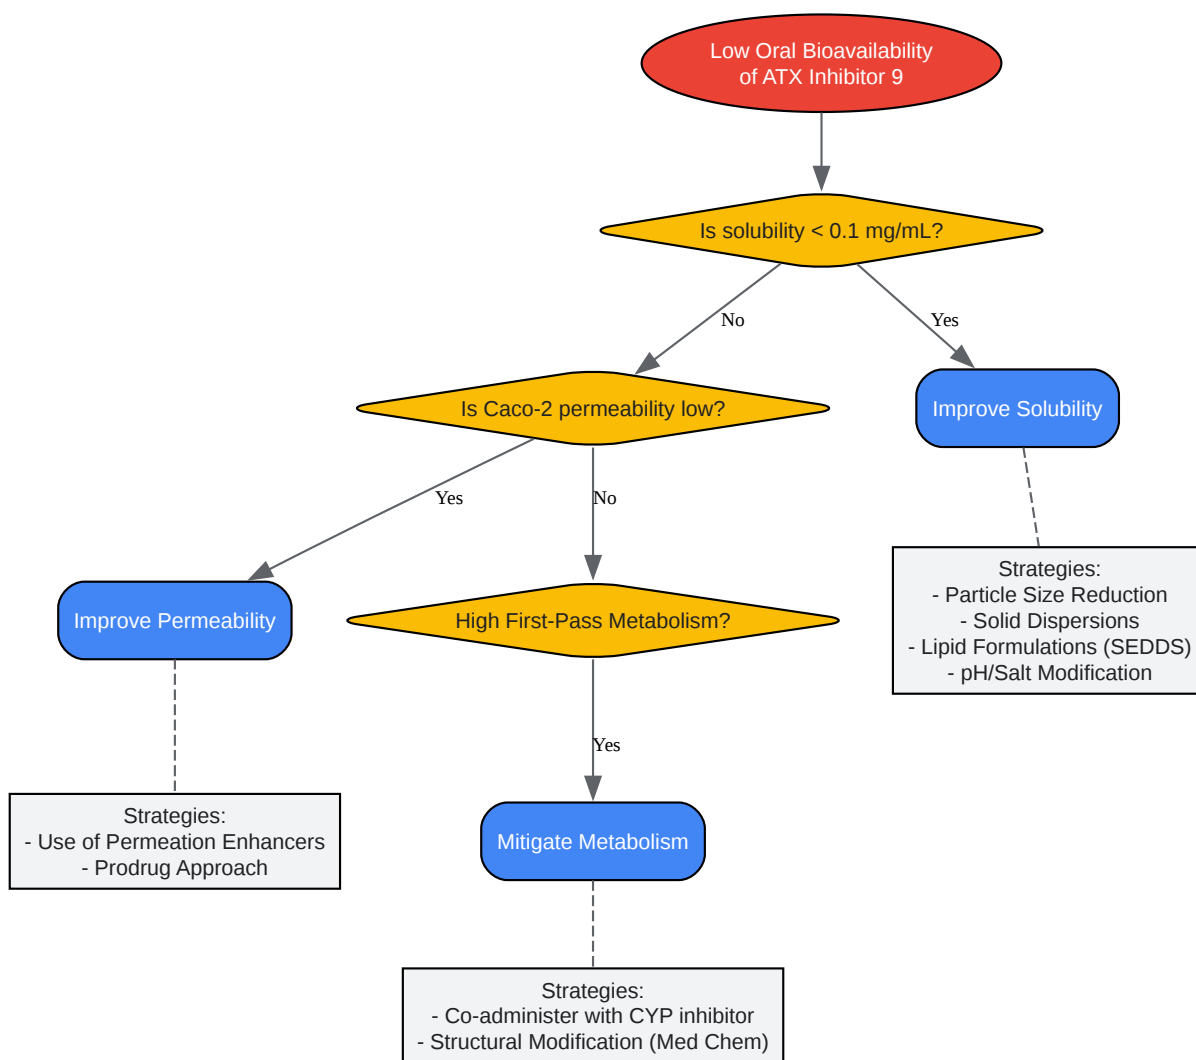 Low Oral Bioavailability
of ATX Inhibitor 9
Is solubility < 0.1 mg/mL?
No
Yes
Is Caco-2 permeability low?
Improve Solubility
Yes
No
Strategies:
- Particle Size Reduction
- Solid Dispersions
- Lipid Formulations (SEDDS)
- pH/Salt Modification
Improve Permeability
High First-Pass Metabolism?
Yes
Strategies:
- Use of Permeation Enhancers
- Prodrug Approach
Mitigate Metabolism
Strategies:
- Co-administer with CYP inhibitor
- Structural Modification (Med Chem)